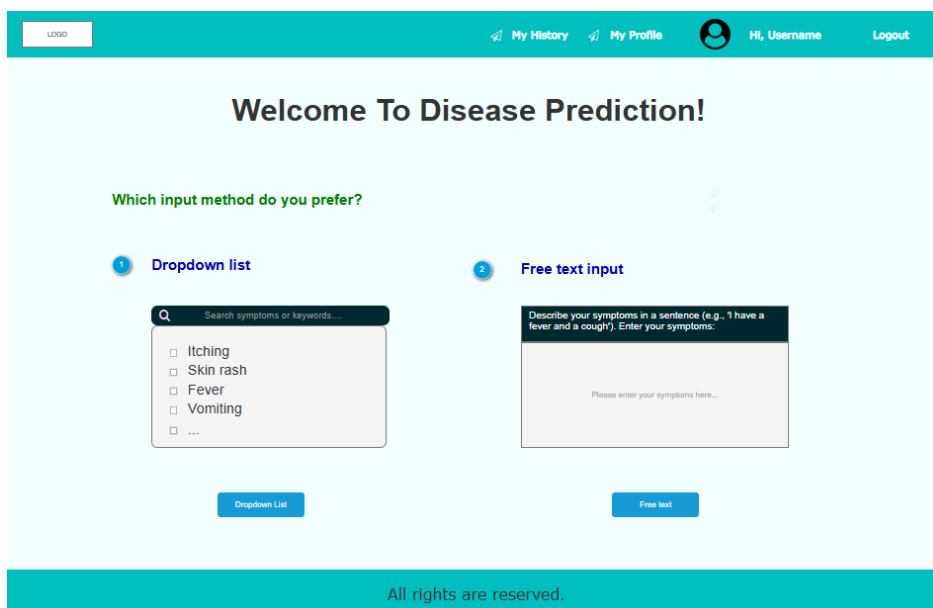 LOGO
My History
My Profile
Hi, Username
Logout
Welcome To Disease Prediction!
Which input method do you prefer?
1
Dropdown list
Search symptoms or keywords....
Itching
Skin rash
Fever
Vomiting
...
Dropdown List
2
Free text input
Describe your symptoms in a sentence (e.g., 'I have a
fever and a cough'). Enter your symptoms:
Please enter your symptoms here...
Free text
All rights are reserved.